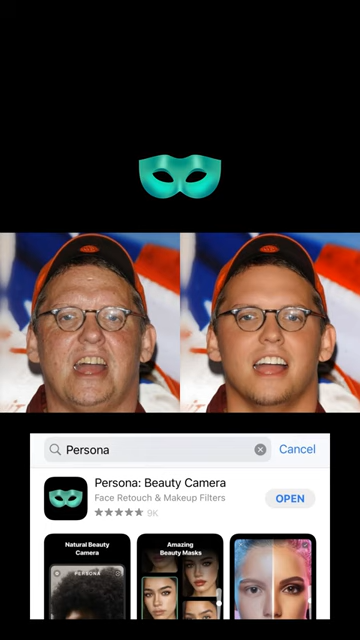 Persona
Cancel
Persona: Beauty Camera
Face Retouch & Makeup Filters
9K
OPEN
Natural Beauty
Camera
PERSONA
Amazing
Beauty Masks